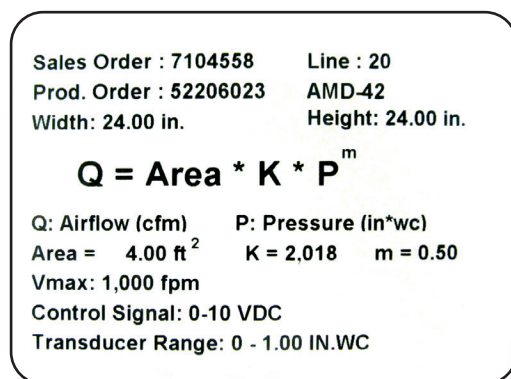 Sales Order : 7104558 Line : 20
Prod. Order : 52206023 AMD-42
Width: 24.00 in. Height: 24.00 in.
Q = Area * K * P^m
Q: Airflow (cfm) P: Pressure (in*wc)
Area = 4.00 ft² K = 2,018 m = 0.50
Vmax: 1,000 fpm
Control Signal: 0-10 VDC
Transducer Range: 0 - 1.00 IN.WC